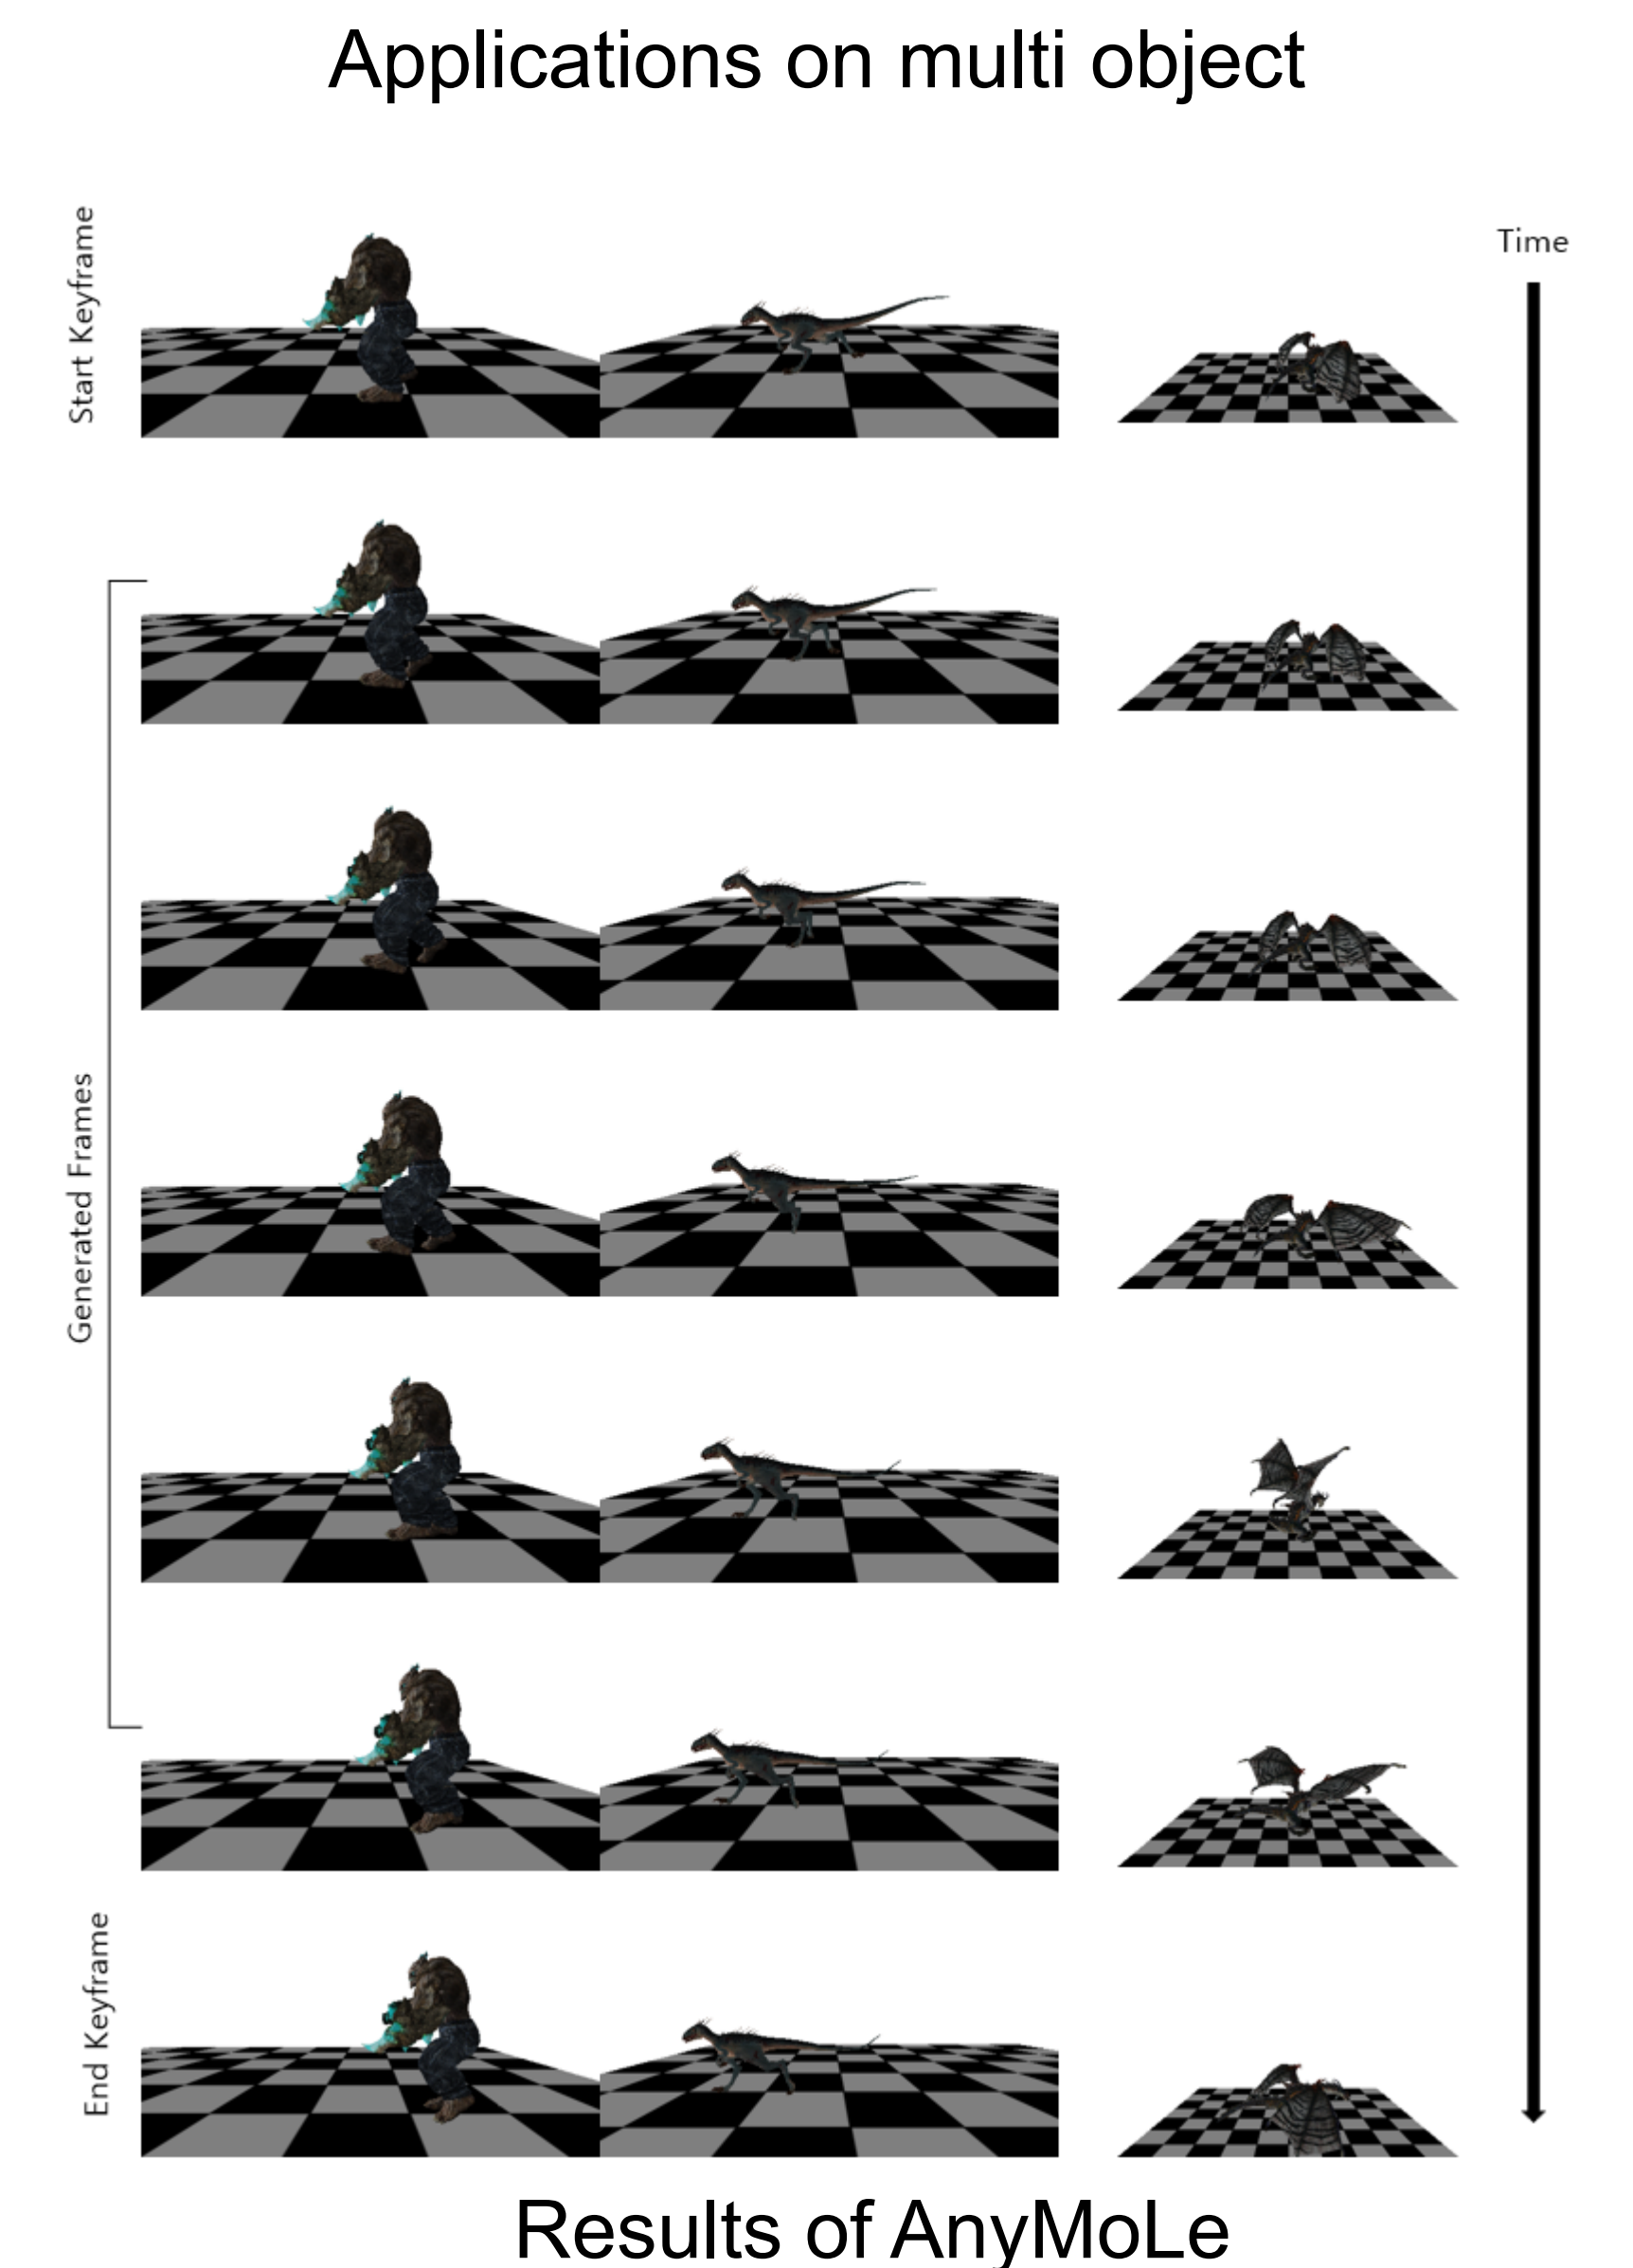 Applications on multi object
Start Keyframe
Time
Generated Frames
End Keyframe
Results of AnyMoLe